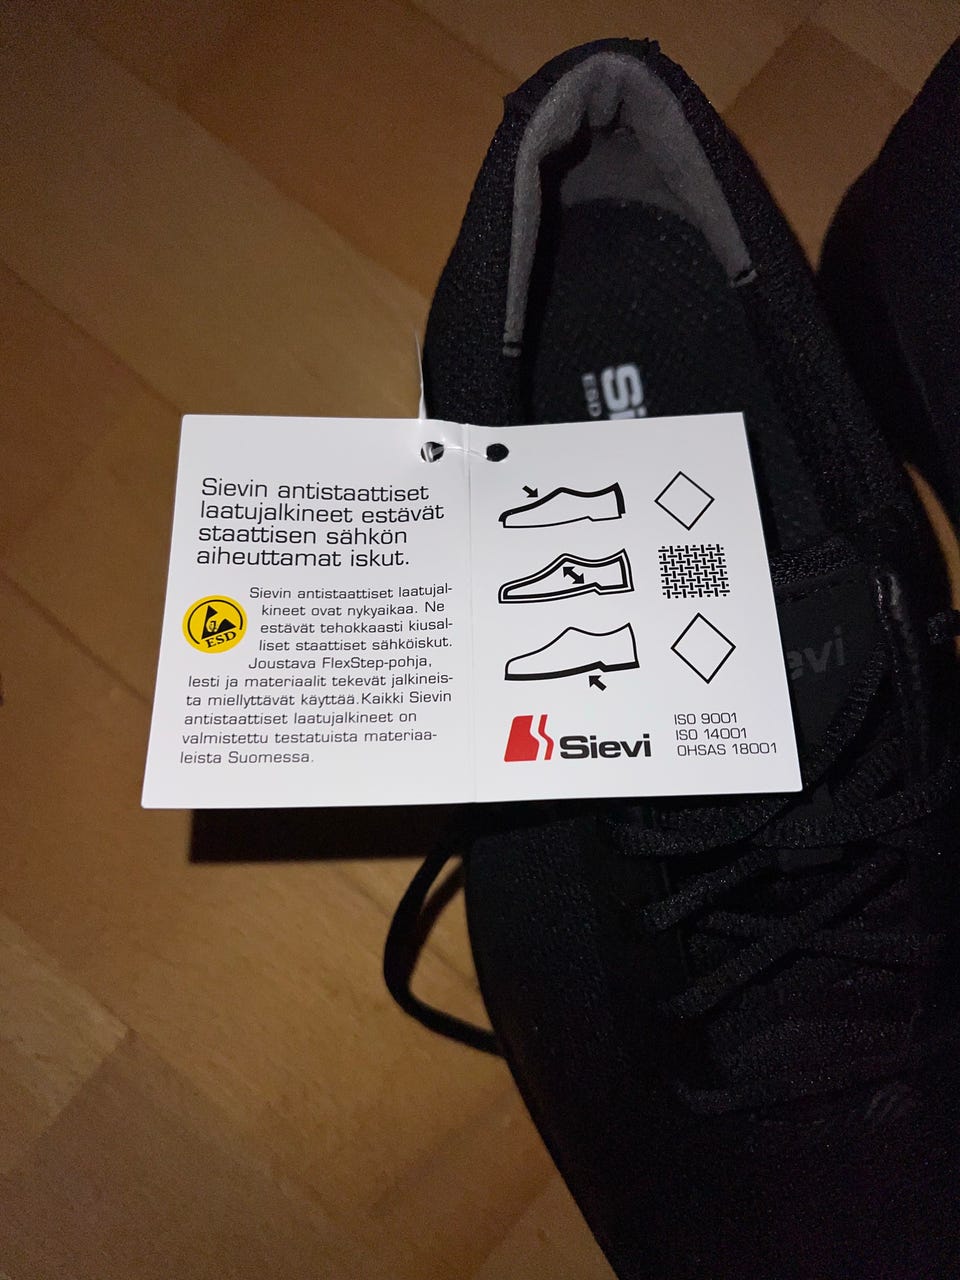 Sievin antistaattiset
laatujalkineet estävät
staattisen sähkön
aiheuttamat iskut.
Sievin antistaattiset laatujal-
kineet ovat nykyaikaa. Ne
estävät tehokkaasti kiusal-
liset staattiset sähköiskut.
Joustava FlexStep-pohja,
lesti ja materiaalit tekevät jalkineis-
ta miellyttävät käyttää.Kaikki Sievin
antistaattiset laatujalkineet on
valmistettu testatuista materiaa-
leista Suomessa.
ESD
Sievi
ISO 9001
ISO 14001
OHSAS 18001
ESD